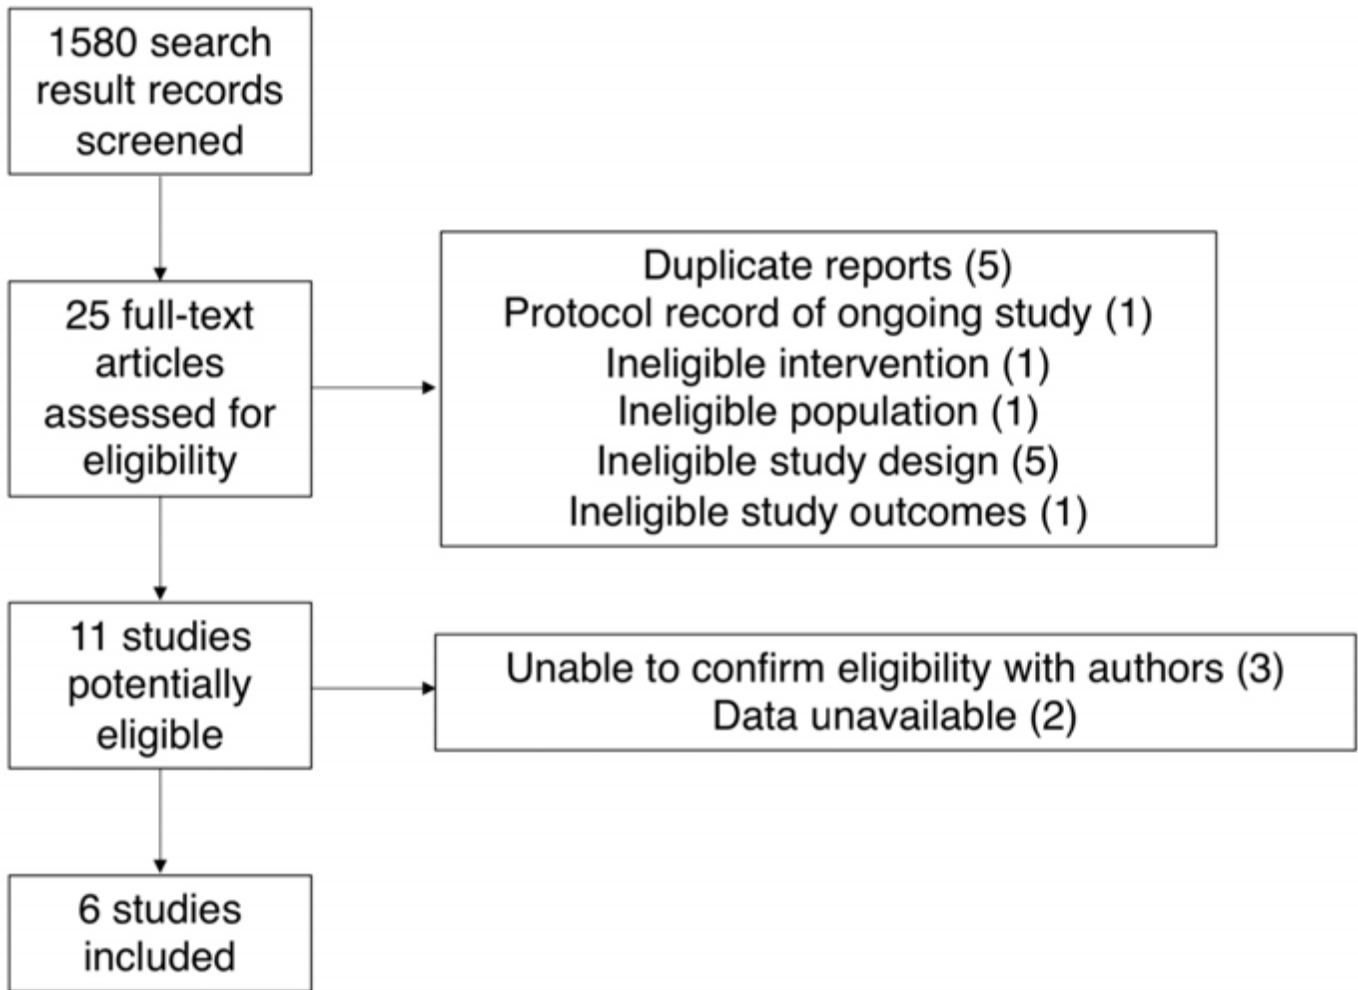 1580 search
result records
screened
25 full-text
articles
assessed for
eligibility
Duplicate reports (5)
Protocol record of ongoing study (1)
Ineligible intervention (1)
Ineligible population (1)
Ineligible study design (5)
Ineligible study outcomes (1)
11 studies
potentially
eligible
Unable to confirm eligibility with authors (3)
Data unavailable (2)
6 studies
included